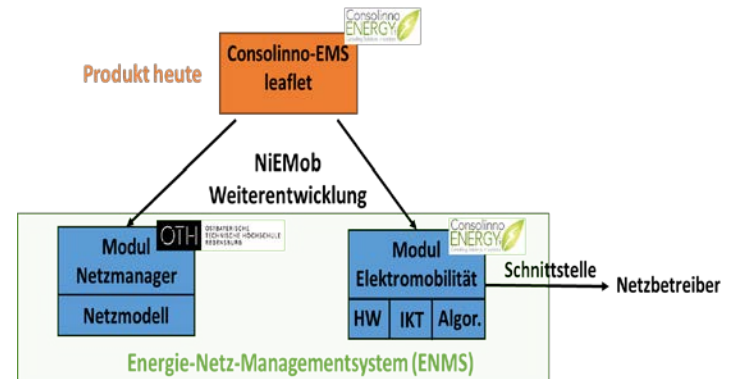 Consolinno
ENERGY
Consolinno-EMS
leaflet
Produkt heute
NiEMob
Weiterentwicklung
OTH
OSTBAYERISCHE
TECHNISCHE HOCHSCHULE
REGENSBURG
Modul
Netzmanager
Netzmodell
Consolinno
ENERGY
Modul
Elektromobilität
HW IKT Algor.
Schnittstelle
Netzbetreiber
Energie-Netz-Managementsystem (ENMS)